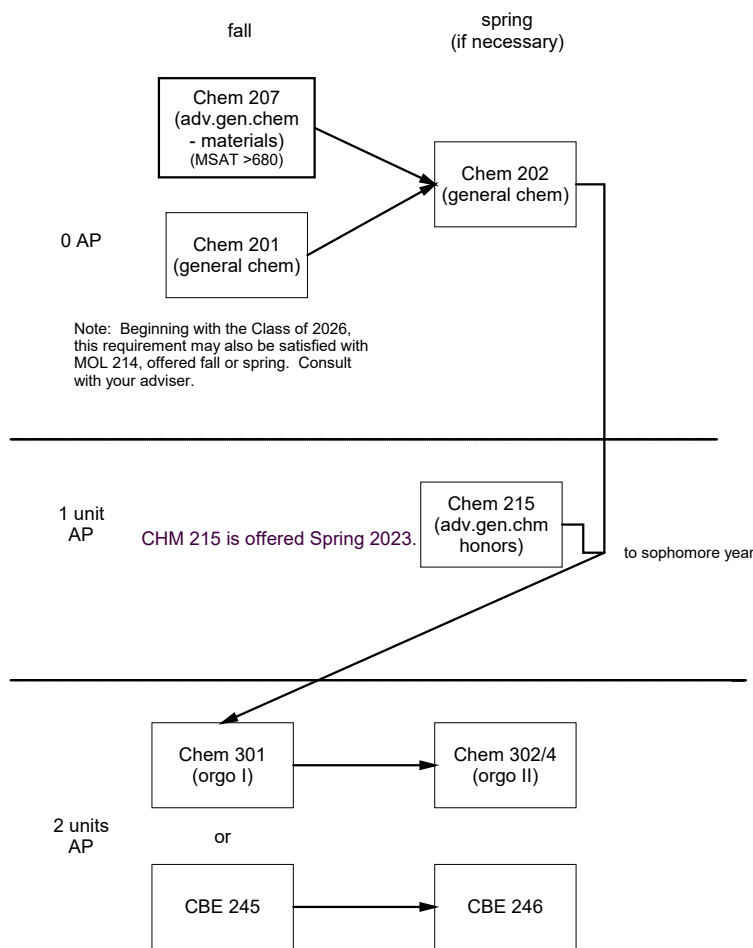 fall
spring
(if necessary)
Chem 207
(adv.gen.chem
- materials)
(MSAT >680)
Chem 202
(general chem)
0 AP
Chem 201
(general chem)
Note:  Beginning with the Class of 2026,
this requirement may also be satisfied with
MOL 214, offered fall or spring.  Consult
with your adviser.
1 unit
AP
CHM 215 is offered Spring 2023.
Chem 215
(adv.gen.chm
honors)
to sophomore year
Chem 301
(orgo I)
Chem 302/4
(orgo II)
2 units
AP
or
CBE 245
CBE 246